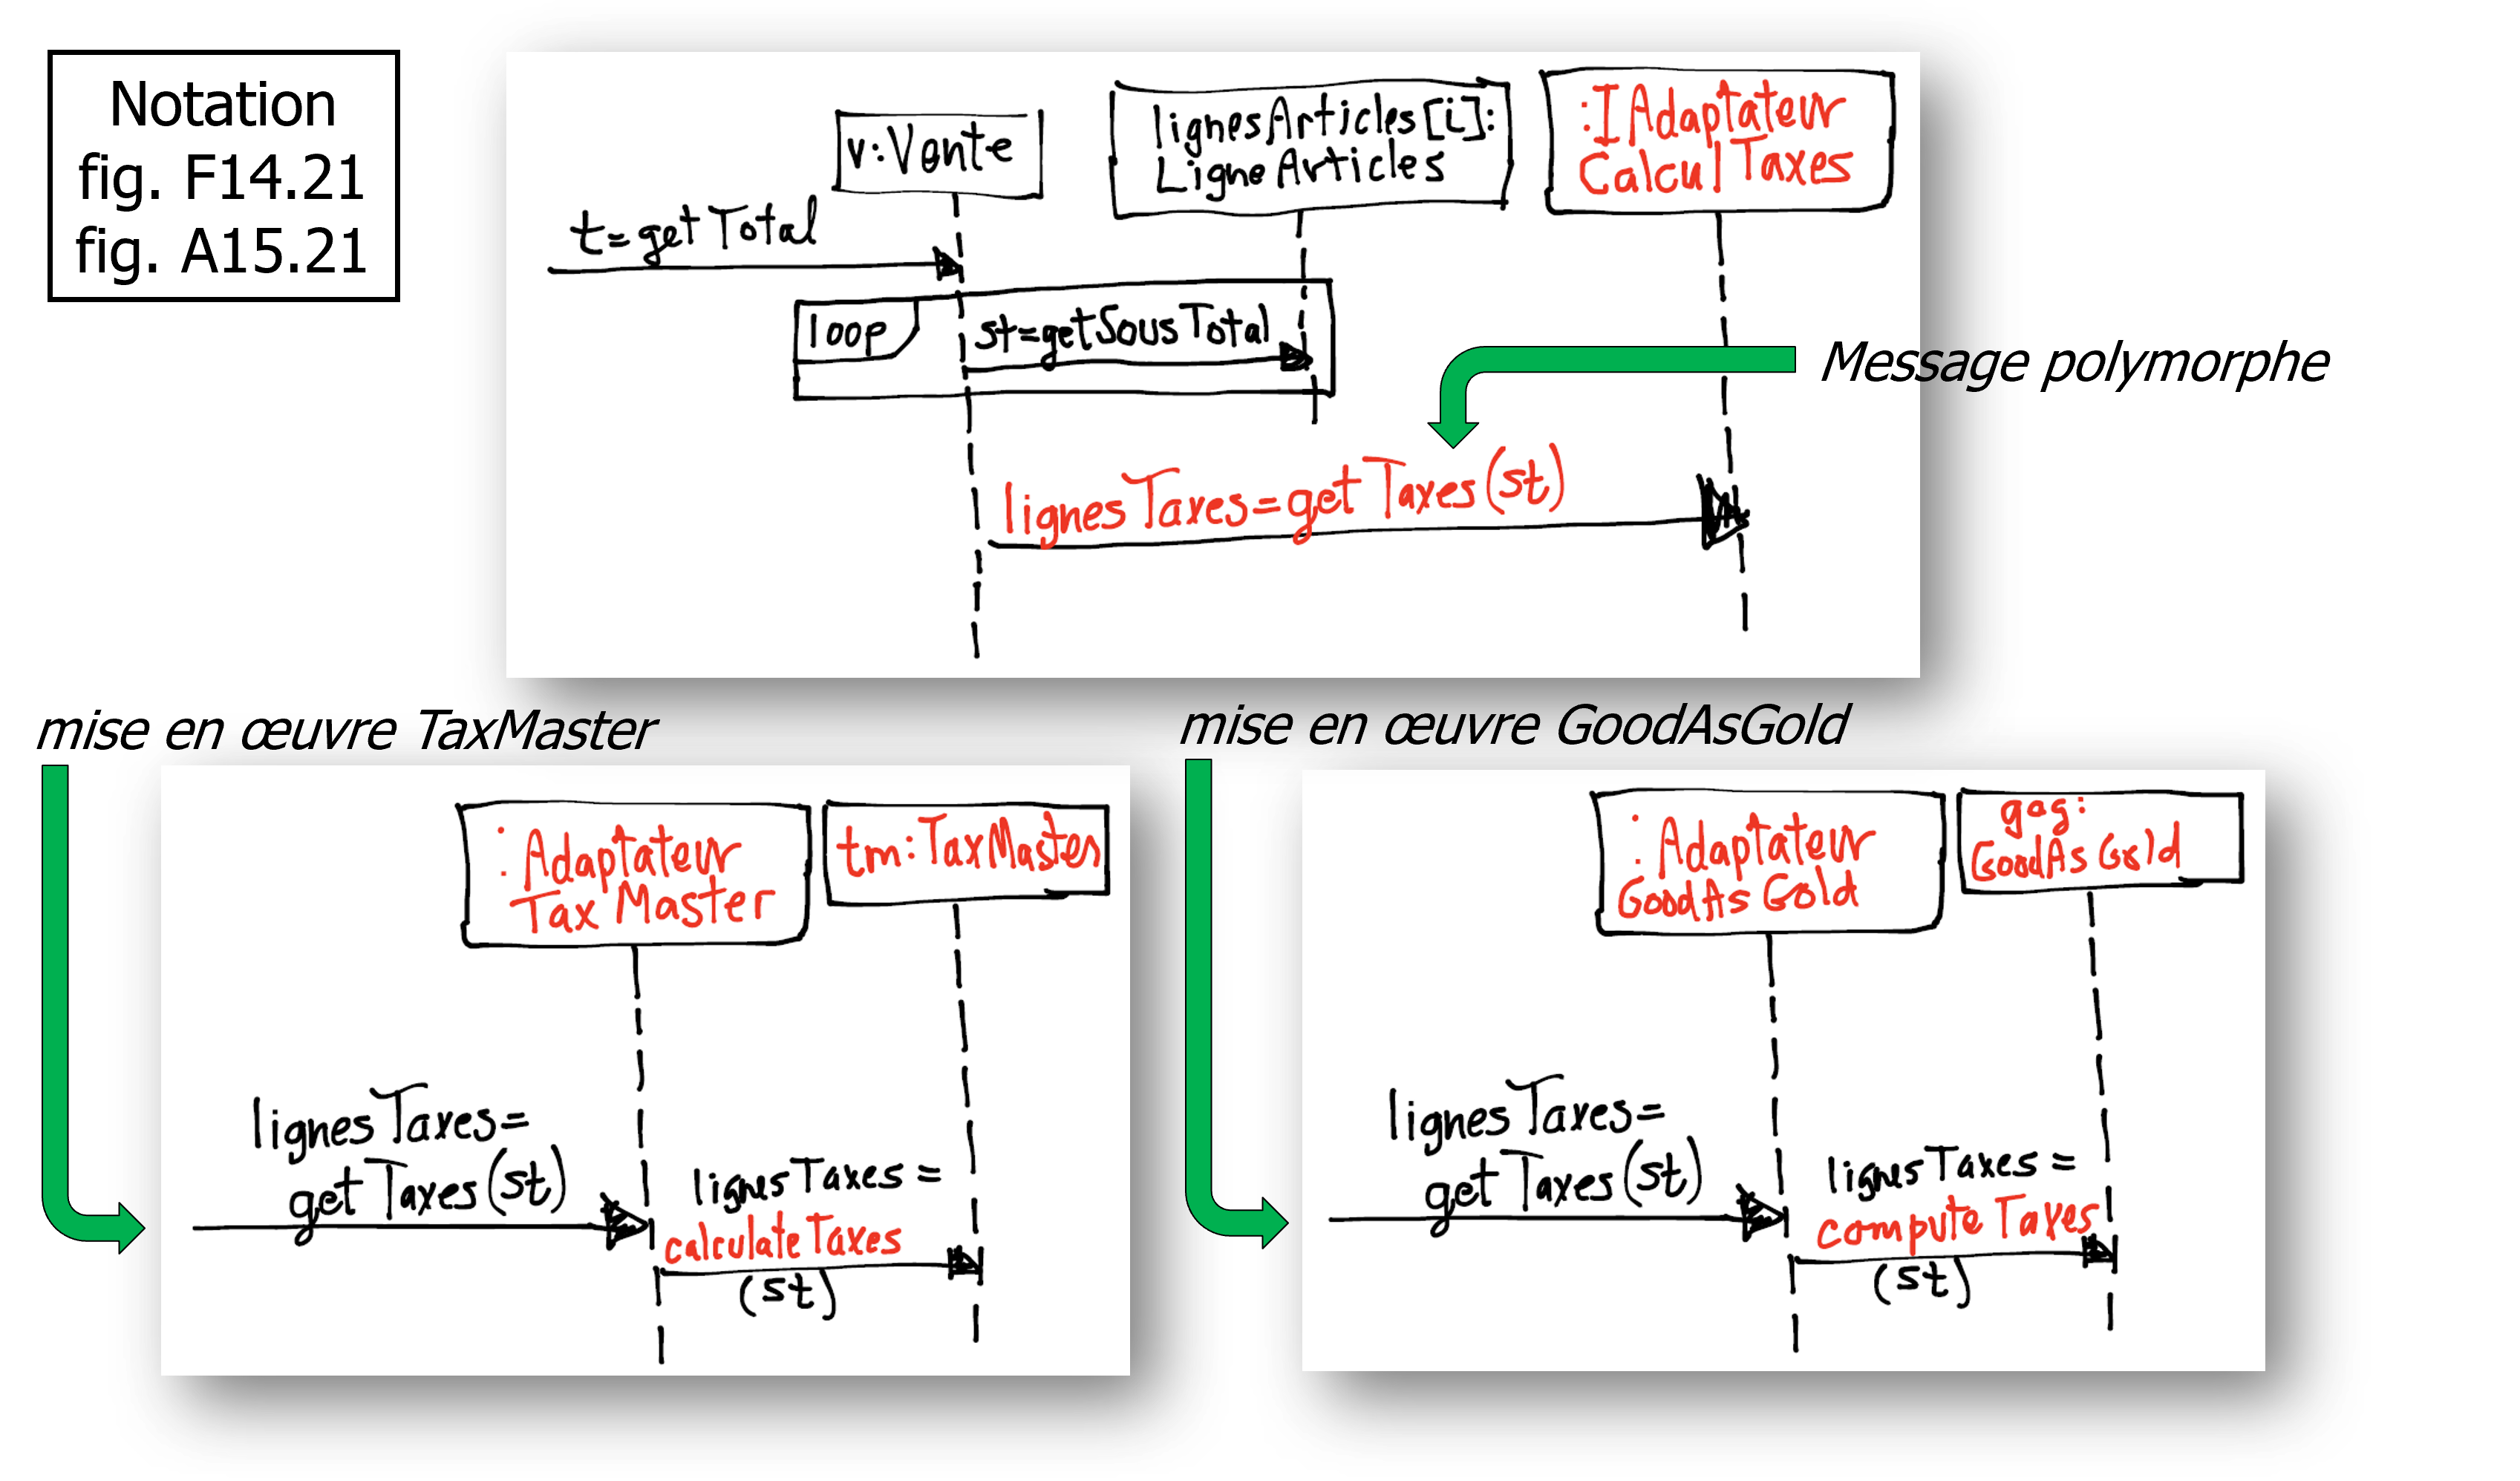 Notation
fig. F14.21
fig. A15.21
v:Vente
lignesArticles[i]:
LigneArticles
:IAdaptateur
CalculTaxes
t=getTotal
loop
st=getSousTotal
Message polymorphe
lignesTaxes=getTaxes(st)
mise en œuvre TaxMaster
:Adaptateur
TaxMaster
tm:TaxMaster
lignesTaxes=
getTaxes(st)
lignesTaxes=
calculateTaxes
(st)
mise en œuvre GoodAsGold
:Adaptateur
GoodAsGold
gag:
GoodAsGold
lignesTaxes=
getTaxes(st)
lignesTaxes=
computeTaxes
(st)